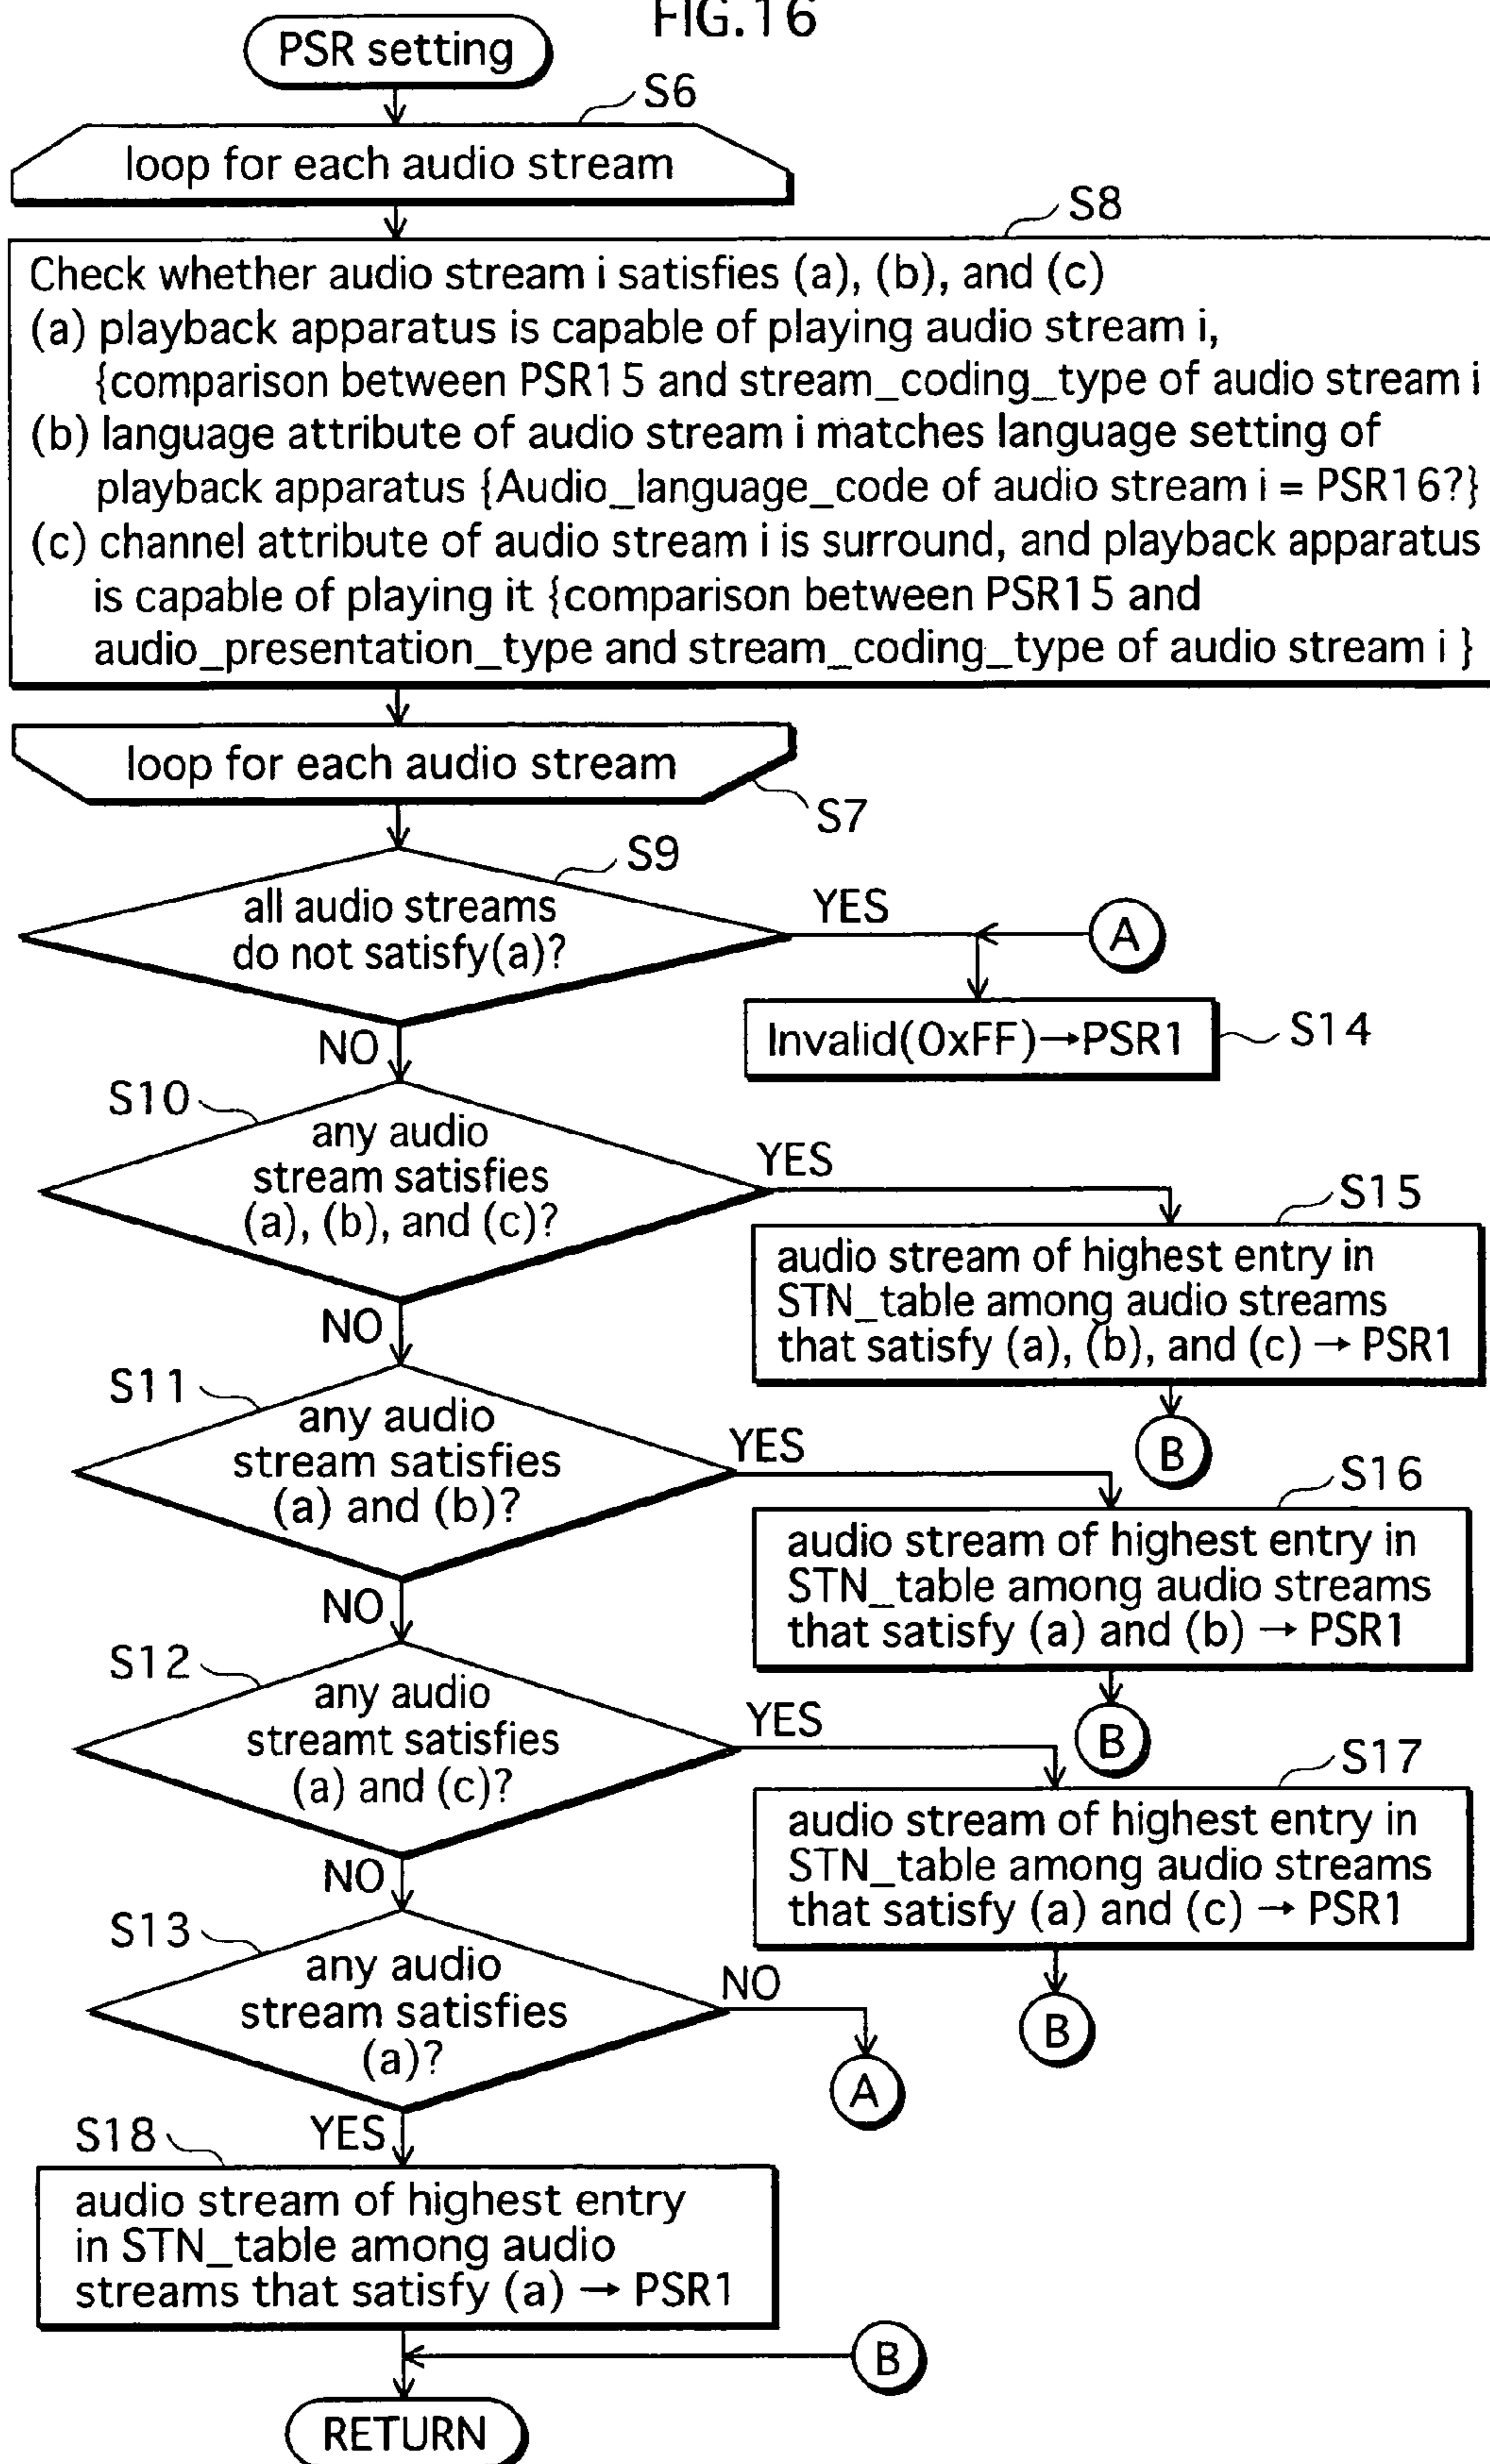 FIG.16
PSR setting
S6
loop for each audio stream
S8
Check whether audio stream i satisfies (a), (b), and (c)
(a) playback apparatus is capable of playing audio stream i,
{comparison between PSR15 and stream_coding_type of audio stream i
(b) language attribute of audio stream i matches language setting of
playback apparatus {Audio_language_code of audio stream i = PSR16?}
(c) channel attribute of audio stream i is surround, and playback apparatus
is capable of playing it {comparison between PSR15 and
audio_presentation_type and stream_coding_type of audio stream i }
loop for each audio stream
S7
S9
all audio streams
do not satisfy(a)?
YES
A
NO
Invalid(0xFF)→PSR1
S14
S10
any audio
stream satisfies
(a), (b), and (c)?
YES
S15
audio stream of highest entry in
STN_table among audio streams
that satisfy (a), (b), and (c) → PSR1
B
NO
S11
any audio
stream satisfies
(a) and (b)?
YES
S16
audio stream of highest entry in
STN_table among audio streams
that satisfy (a) and (b) → PSR1
B
NO
S12
any audio
streamt satisfies
(a) and (c)?
YES
S17
audio stream of highest entry in
STN_table among audio streams
that satisfy (a) and (c) → PSR1
B
NO
S13
any audio
stream satisfies
(a)?
NO
A
YES
S18
audio stream of highest entry
in STN_table among audio
streams that satisfy (a) → PSR1
B
RETURN